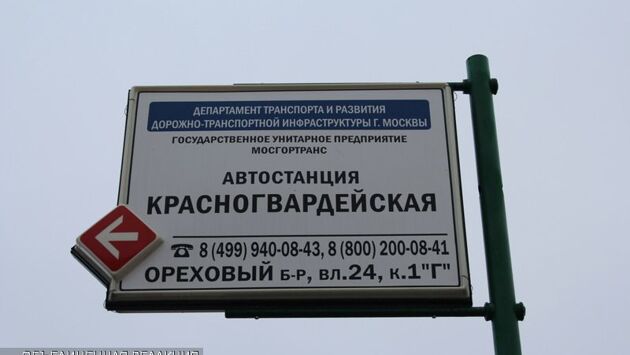 ДЕПАРТАМЕНТ ТРАНСПОРТА И РАЗВИТИЯ
ДОРОЖНО-ТРАНСПОРТНОЙ ИНФРАСТРУКТУРЫ Г. МОСКВЫ
ГОСУДАРСТВЕННОЕ УНИТАРНОЕ ПРЕДПРИЯТИЕ
МОСГОРТРАНС
АВТОСТАНЦИЯ
КРАСНОГВАРДЕЙСКАЯ
☎ 8 (499) 940-08-43, 8 (800) 200-08-41
ОРЕХОВЫЙ Б-Р, ВЛ.24, К.1"Г"